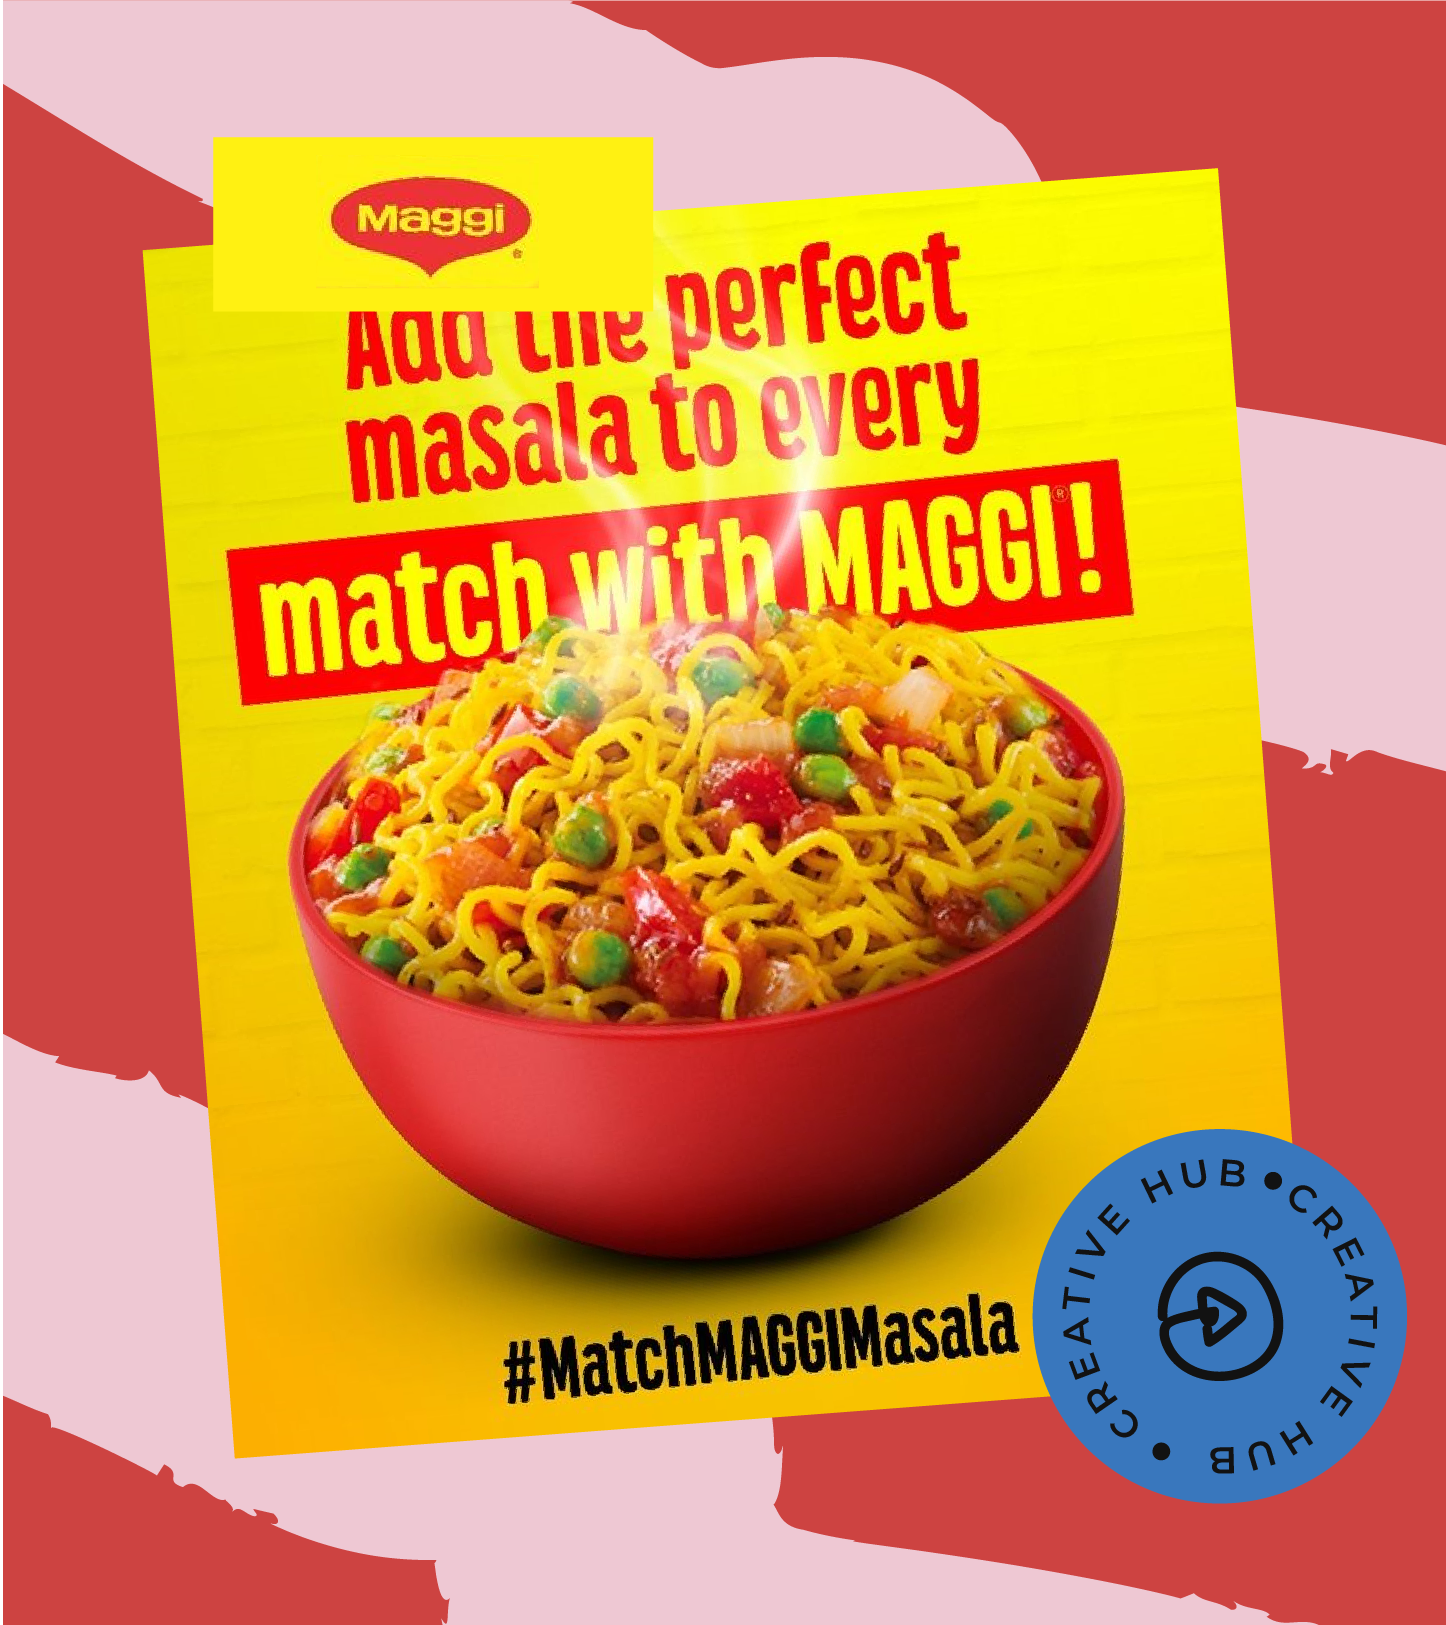 Maggi
®
Add the perfect
masala to every
match with MAGGI®!
#MatchMAGGIMasala
CREATIVE HUB • CREATIVE HUB •